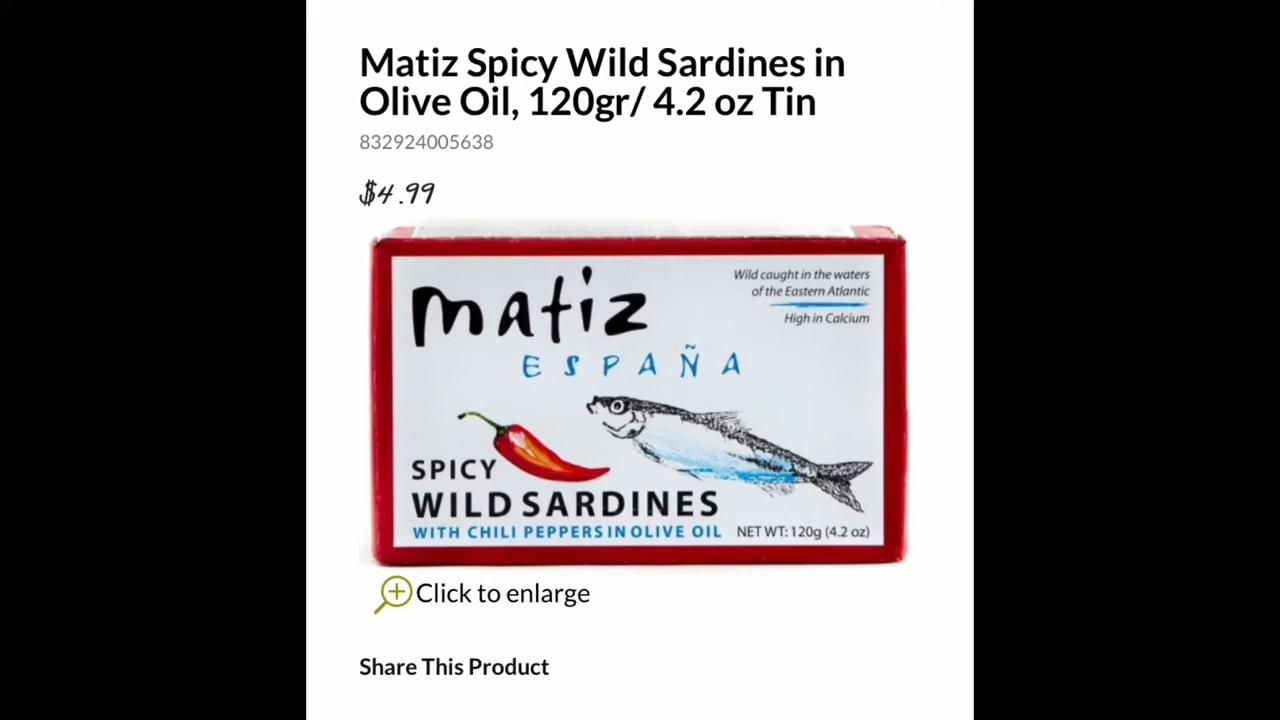 Matiz Spicy Wild Sardines in
Olive Oil, 120gr/ 4.2 oz Tin
832924005638
$4.99
matiz
ESPAÑA
Wild caught in the waters
of the Eastern Atlantic
High in Calcium
SPICY
WILD SARDINES
WITH CHILI PEPPERS IN OLIVE OIL
NET WT: 120g (4.2 oz)
Click to enlarge
Share This Product